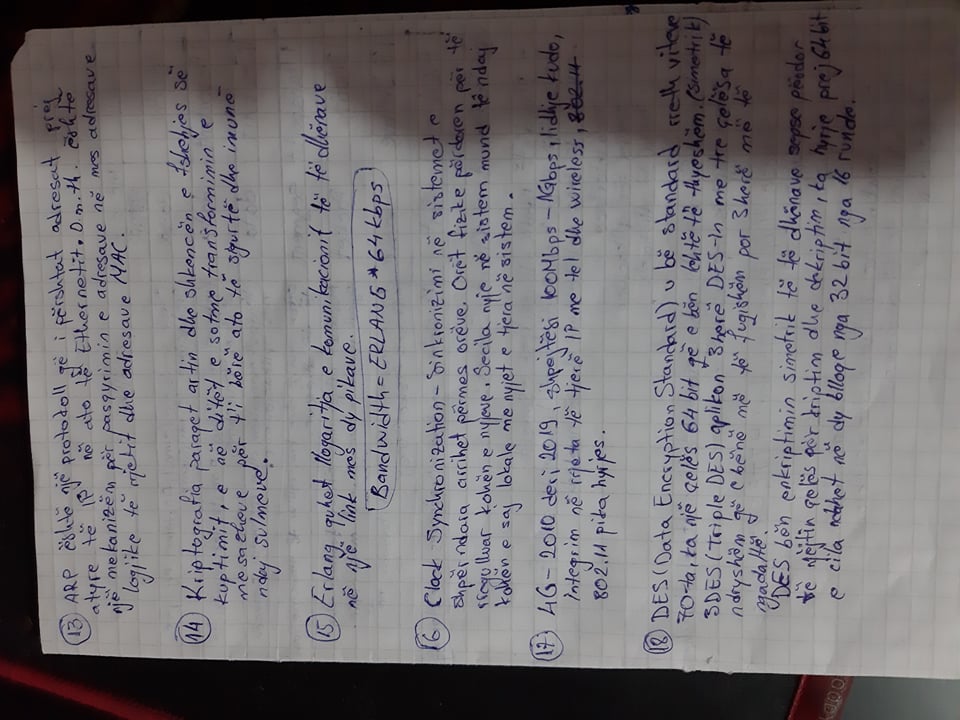 13 ARP është një protokoll që i përshtat adresat prej
atyre të IP në ato të Ethernetit. D.m.th. është
një mekanizëm për pasqyrimin e adresave në mes adresave
logjike të rrjetit dhe adresave MAC.
14 Kriptografia paraqet artin dhe shkencën e fshehjes së
kuptimit, e në ditët e sotme transformimin e
mesazheve për t'i bërë ato të sigurtë dhe imunë
ndaj sulmeve.
15 Erlang quhet llogaritja e komunikacionit të të dhënave
në një link mes dy pikave.
Bandwidth = ERLANG * 64 kbps
16 Clock Synchronization - Sinkronizimi në sistemet e
shpërndara arrihet përmes orëve. Orët fizike përdoren për të
rregulluar kohën e nyjeve. Secila nyje në sistem mund të ndaj
kohën e saj lokale me nyjet e tjera në sistem.
17 4G - 2010 deri 2019, shpejtësi 100Mbps - 1Gbps, lidhje kudo,
integrim në rrjeta të tjerë IP me tel dhe wireless, 802.11
802.11 pika hyrjes.
18 DES (Data Encryption Standard) u bë standard rreth viteve
70-ta, ka një çelës 64 bit që e bën lehtë të thyeshëm. (simetrik)
3DES (Triple DES) aplikon 3 herë DES-in me tre çelësa të
ndryshëm që e bënë më të fuqishëm por 3 herë më të
ngadaltë.
DES bën enkriptimin simetrik të të dhënave sepse përdor
të njëjtin çelës për kriptim dhe dekriptim, ka hyrje prej 64 bit
e cila ndahet në dy blloqe nga 32 bit nga 16 runde.